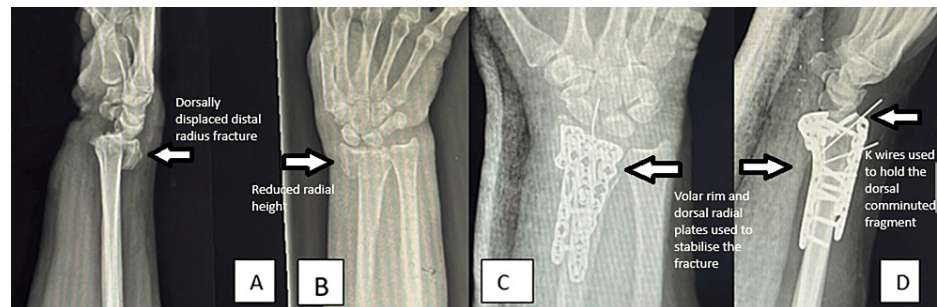 Dorsally
displaced distal
radius fracture
A
Reduced radial
height
B
C
Volar rim and
dorsal radial
plates used to
stabilise the
fracture
K wires used
to hold the
dorsal
comminuted
fragment
D